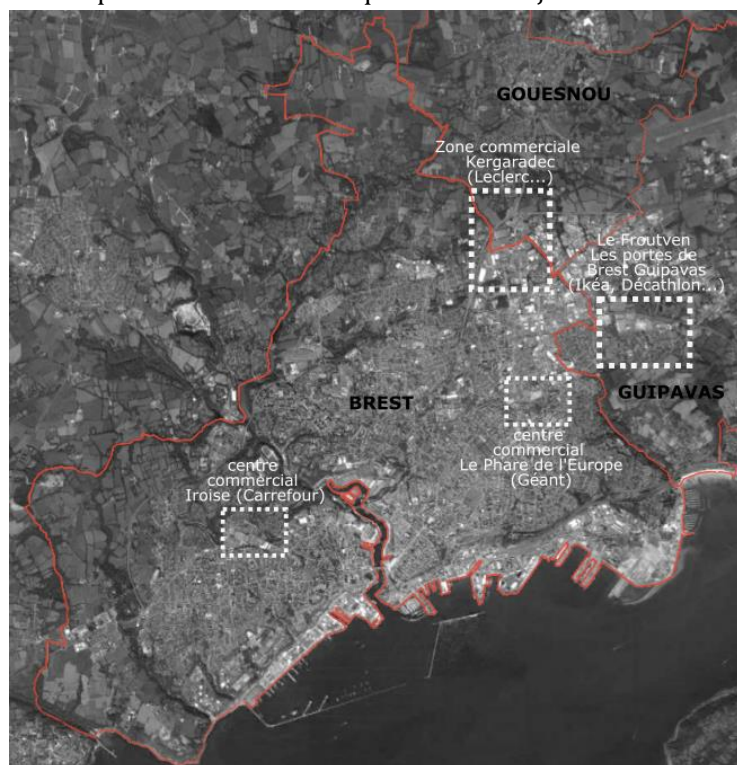 GOUESNOU
Zone commerciale
Kergaradec
(Leclerc...)
Le Froutven
Les portes de
Brest Guipavas
(Ikéa, Décathlon...)
BREST
GUIPAVAS
centre
commercial
Le Phare de l'Europe
(Géant)
centre
commercial
Iroise (Carrefour)